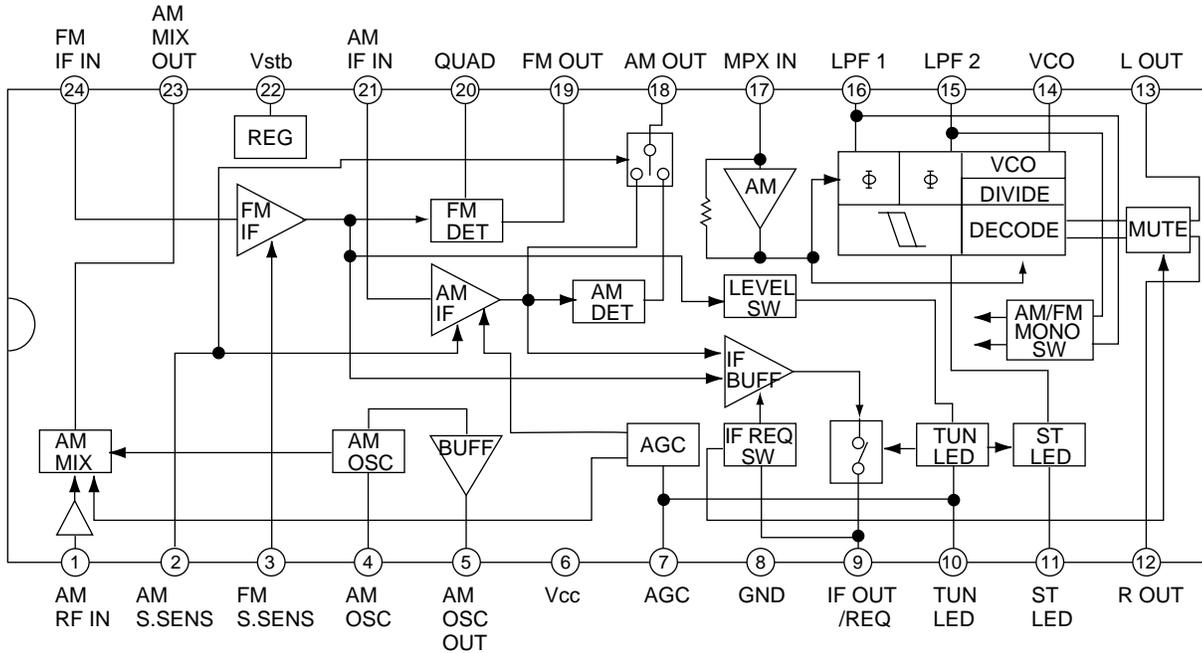 FM
IF IN
AM
MIX
OUT
Vstb
AM
IF IN
QUAD
FM OUT
AM OUT
MPX IN
LPF 1
LPF 2
VCO
L OUT
24
23
22
21
20
19
18
17
16
15
14
13
REG
FM
IF
FM
DET
AM
Φ
Φ
VCO
DIVIDE
DECODE
MUTE
AM
IF
AM
DET
LEVEL
SW
AM/FM
MONO
SW
IF
BUFF
AM
MIX
AM
OSC
BUFF
AGC
IF REQ
SW
TUN
LED
ST
LED
1
2
3
4
5
6
7
8
9
10
11
12
AM
RF IN
AM
S.SENS
FM
S.SENS
AM
OSC
AM
OSC
OUT
Vcc
AGC
GND
IF OUT
/REQ
TUN
LED
ST
LED
R OUT